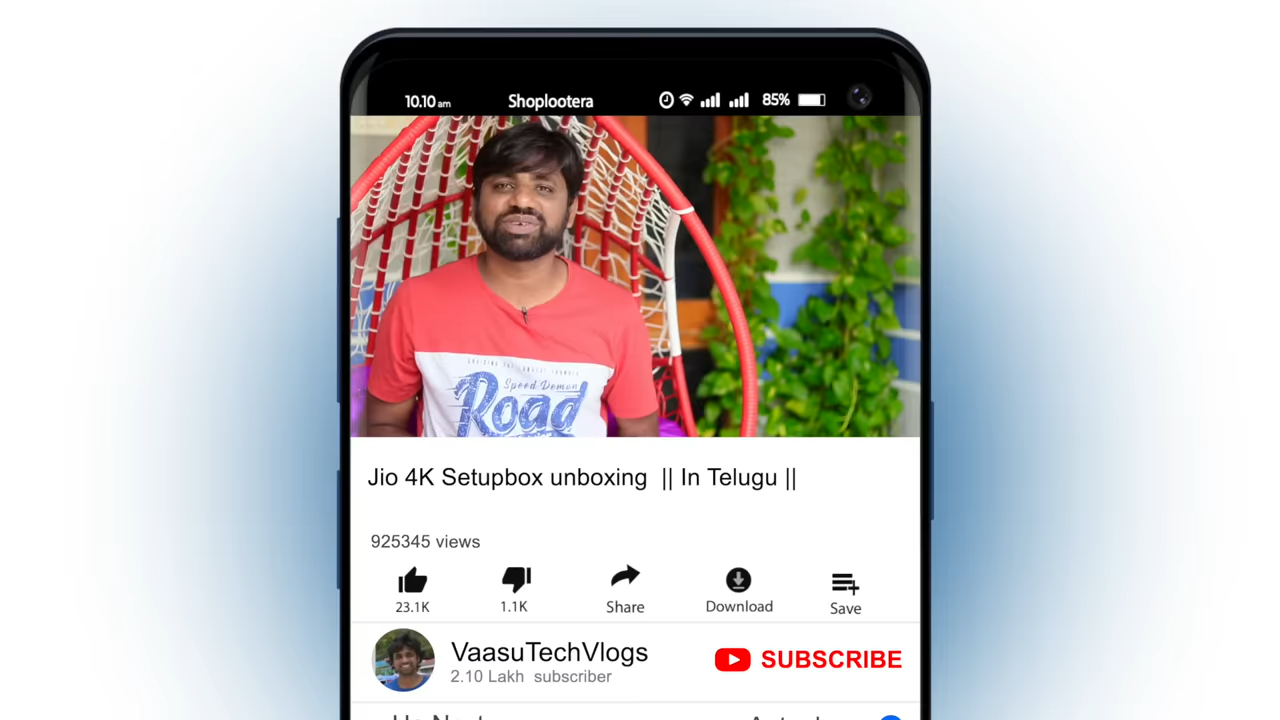 10.10 am Shoplootera 85%
Speed Demon
Road
Jio 4K Setupbox unboxing || In Telugu ||
925345 views
23.1K 1.1K Share Download Save
VaasuTechVlogs
2.10 Lakh subscriber
SUBSCRIBE